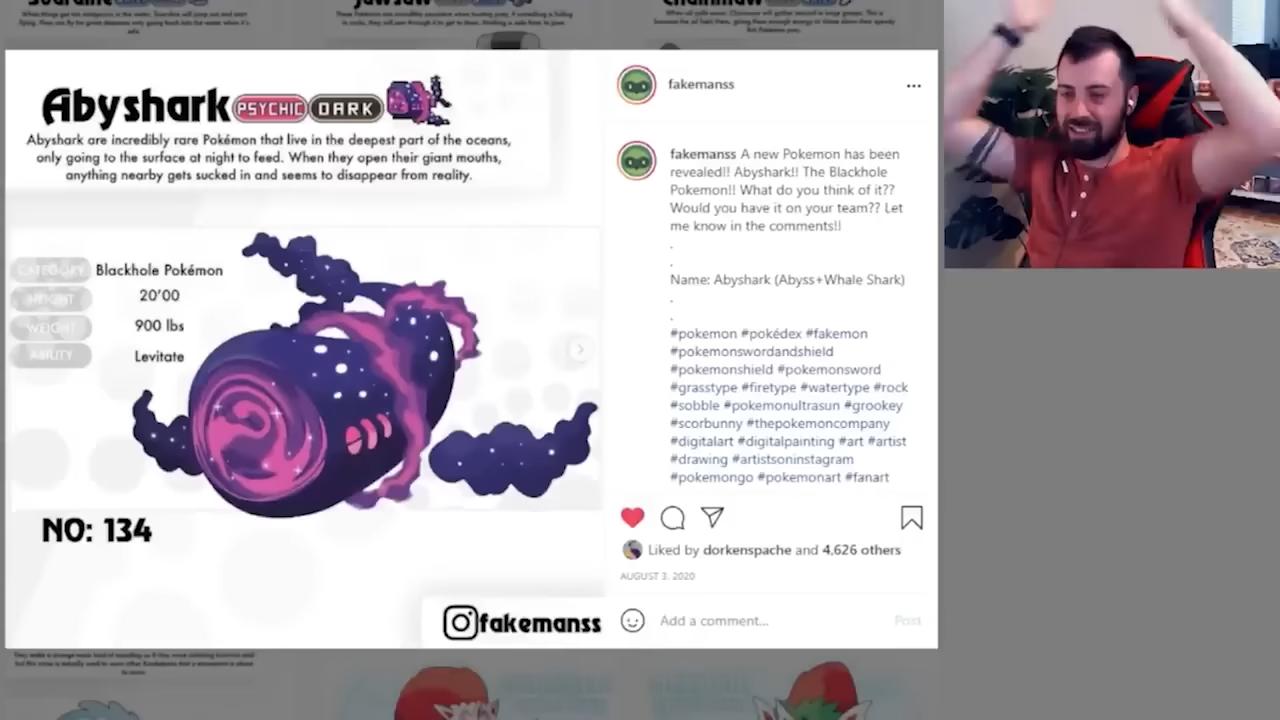 Abyshark PSYCHIC DARK
Abyshark are incredibly rare Pokémon that live in the deepest part of the oceans,
only going to the surface at night to feed. When they open their giant mouths,
anything nearby gets sucked in and seems to disappear from reality.
CATEGORY Blackhole Pokémon
HEIGHT 20'00
WEIGHT 900 lbs
ABILITY Levitate
NO: 134
fakemanss
fakemanss
...
fakemanss A new Pokemon has been
revealed!! Abyshark!! The Blackhole
Pokemon!! What do you think of it??
Would you have it on your team?? Let
me know in the comments!!
.
.
Name: Abyshark (Abyss+Whale Shark)
.
.
#pokemon #pokédex #fakemon
#pokemonswordandshield
#pokemonshield #pokemonsword
#grasstype #firetype #watertype #rock
#sobble #pokemonultrasun #grookey
#scorbunny #thepokemoncompany
#digitalart #digitalpainting #art #artist
#drawing #artistsoninstagram
#pokemongo #pokemonart #fanart
Liked by dorkenspache and 4,626 others
AUGUST 3, 2020
Add a comment... Post